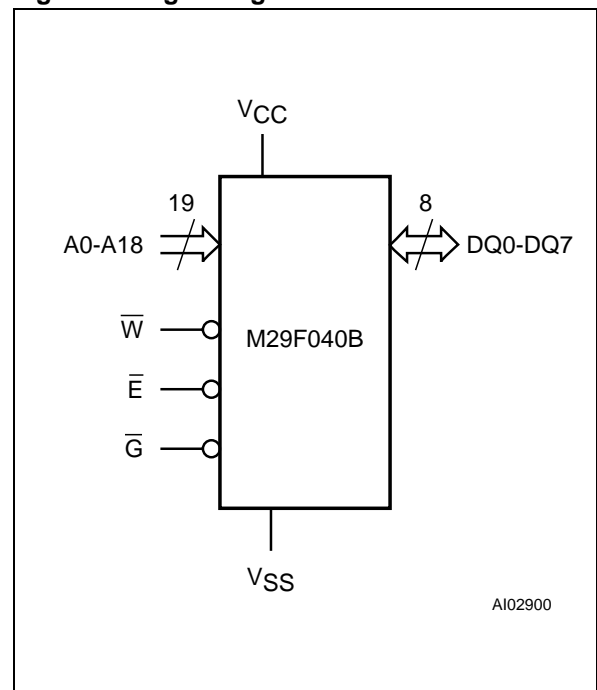 VCC
19
8
A0-A18
DQ0-DQ7
W̅
M29F040B
E̅
G̅
VSS
AI02900